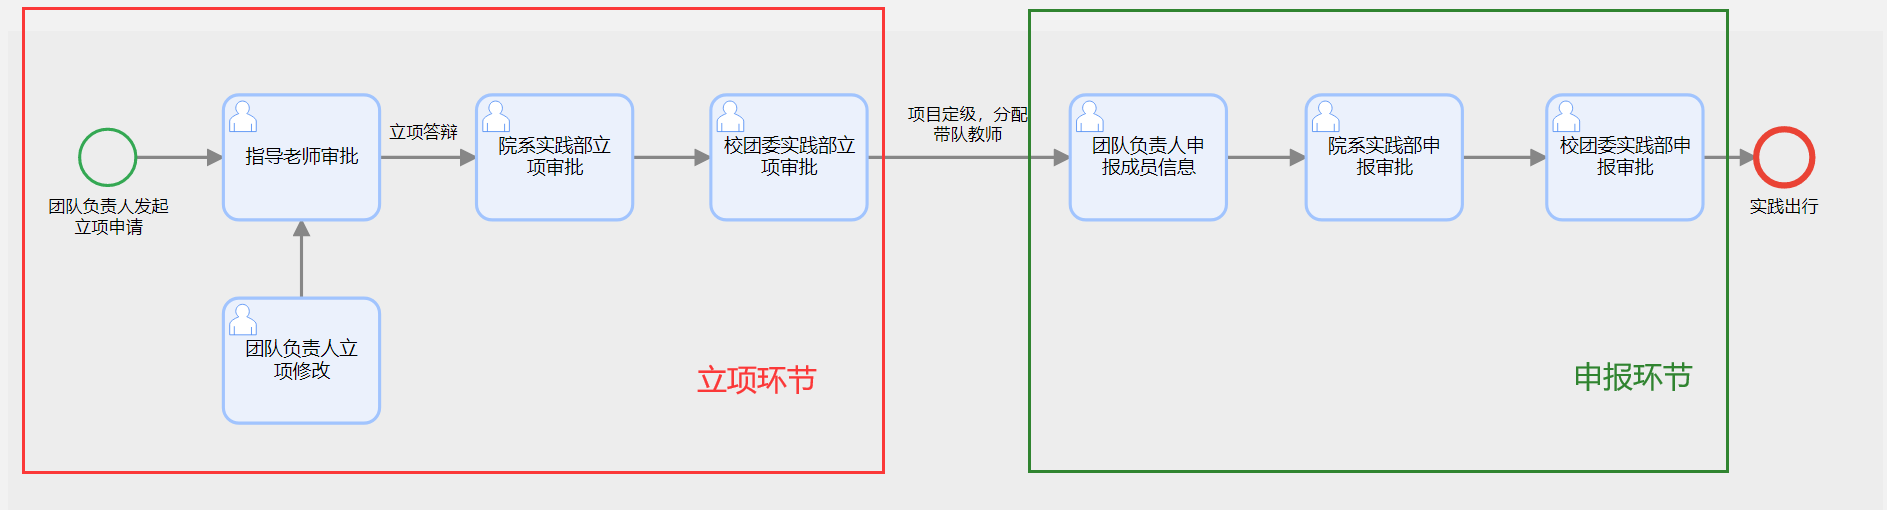 团队负责人发起
立项申请
指导老师审批
立项答辩
院系实践部立
项审批
校团委实践部立
项审批
团队负责人立
项修改
立项环节
项目定级，分配
带队教师
团队负责人申
报成员信息
院系实践部申
报审批
校团委实践部申
报审批
实践出行
申报环节